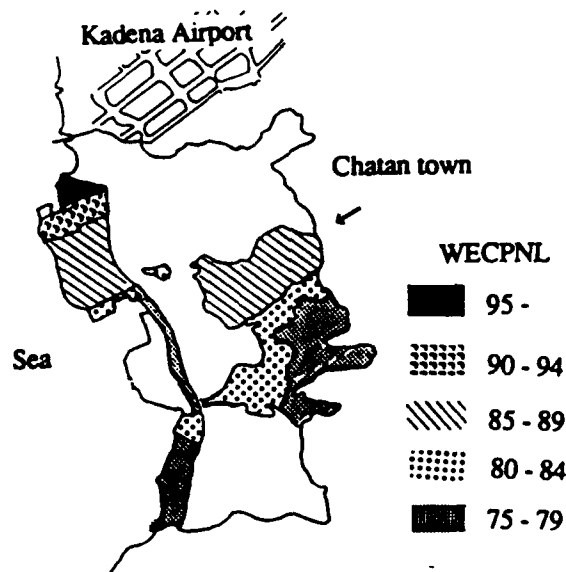 Kadena Airport
Chatan town
WECPNL
95 -
90 - 94
Sea
85 - 89
80 - 84
75 - 79